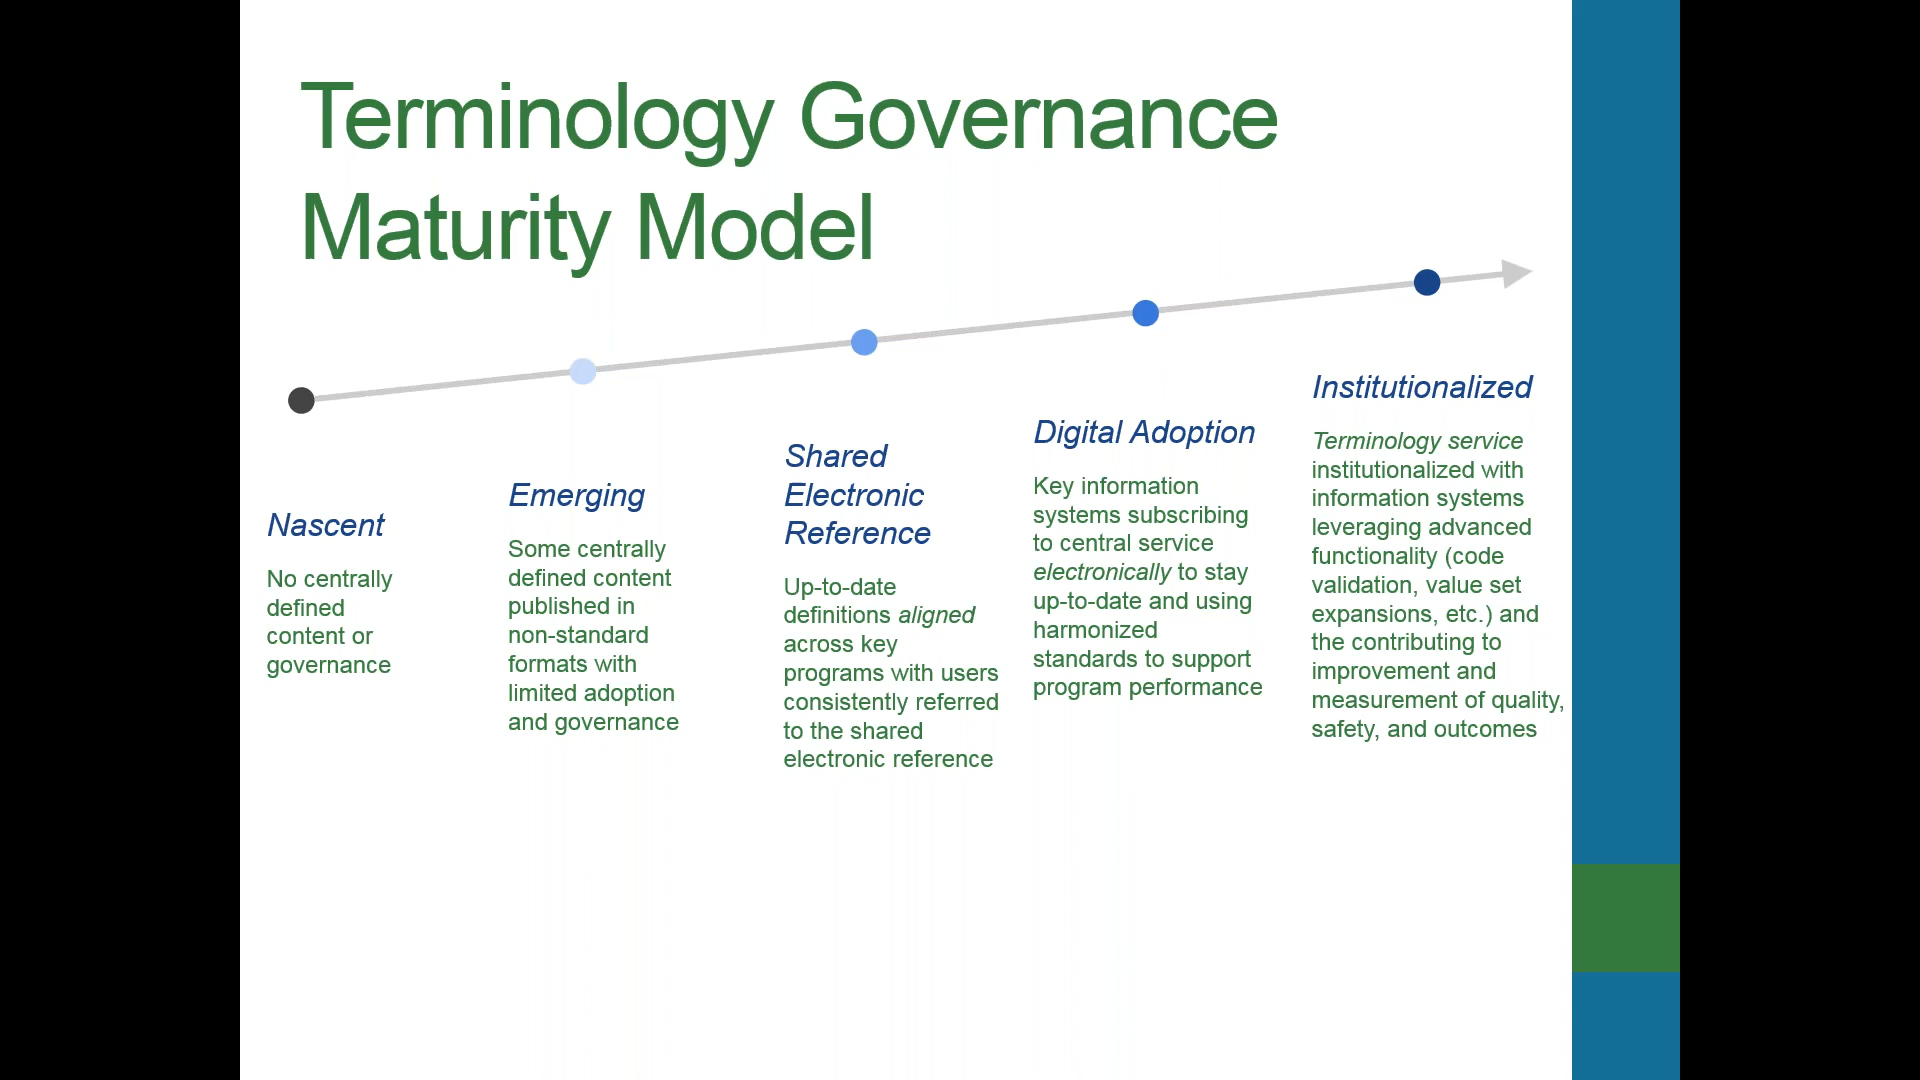 Terminology Governance
Maturity Model
Nascent
No centrally
defined
content or
governance
Emerging
Some centrally
defined content
published in
non-standard
formats with
limited adoption
and governance
Shared
Electronic
Reference
Up-to-date
definitions aligned
across key
programs with users
consistently referred
to the shared
electronic reference
Digital Adoption
Key information
systems subscribing
to central service
electronically to stay
up-to-date and using
harmonized
standards to support
program performance
Institutionalized
Terminology service
institutionalized with
information systems
leveraging advanced
functionality (code
validation, value set
expansions, etc.) and
the contributing to
improvement and
measurement of quality,
safety, and outcomes